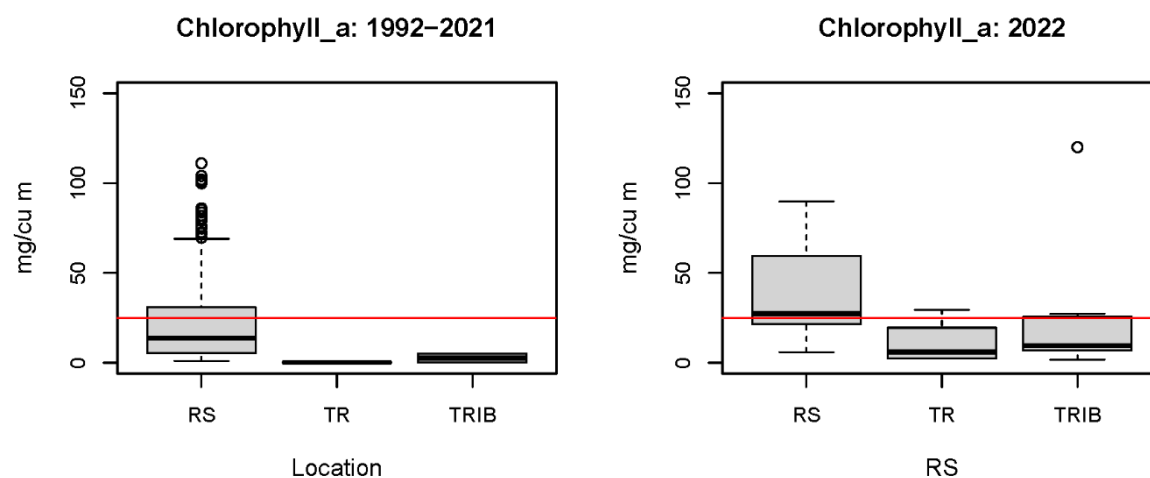 Chlorophyll_a: 1992−2021
mg/cu m
0
50
100
150
RS
TR
TRIB
Location
Chlorophyll_a: 2022
mg/cu m
0
50
100
150
RS
TR
TRIB
RS